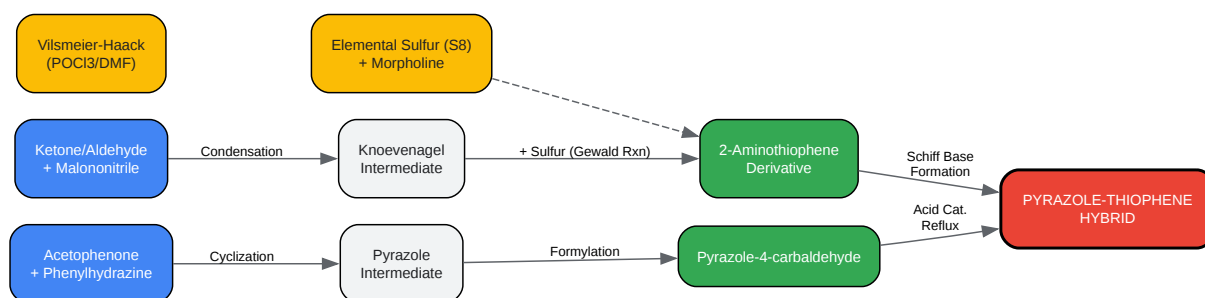 Vilsmeier-Haack
(POCl3/DMF)
Elemental Sulfur (S8)
+ Morpholine
Ketone/Aldehyde
+ Malononitrile
Condensation
Knoevenagel
Intermediate
+ Sulfur (Gewald Rxn)
2-Aminothiophene
Derivative
Schiff Base
Formation
PYRAZOLE-THIOPHENE
HYBRID
Acetophenone
+ Phenylhydrazine
Cyclization
Pyrazole
Intermediate
Formylation
Pyrazole-4-carbaldehyde
Acid Cat.
Reflux